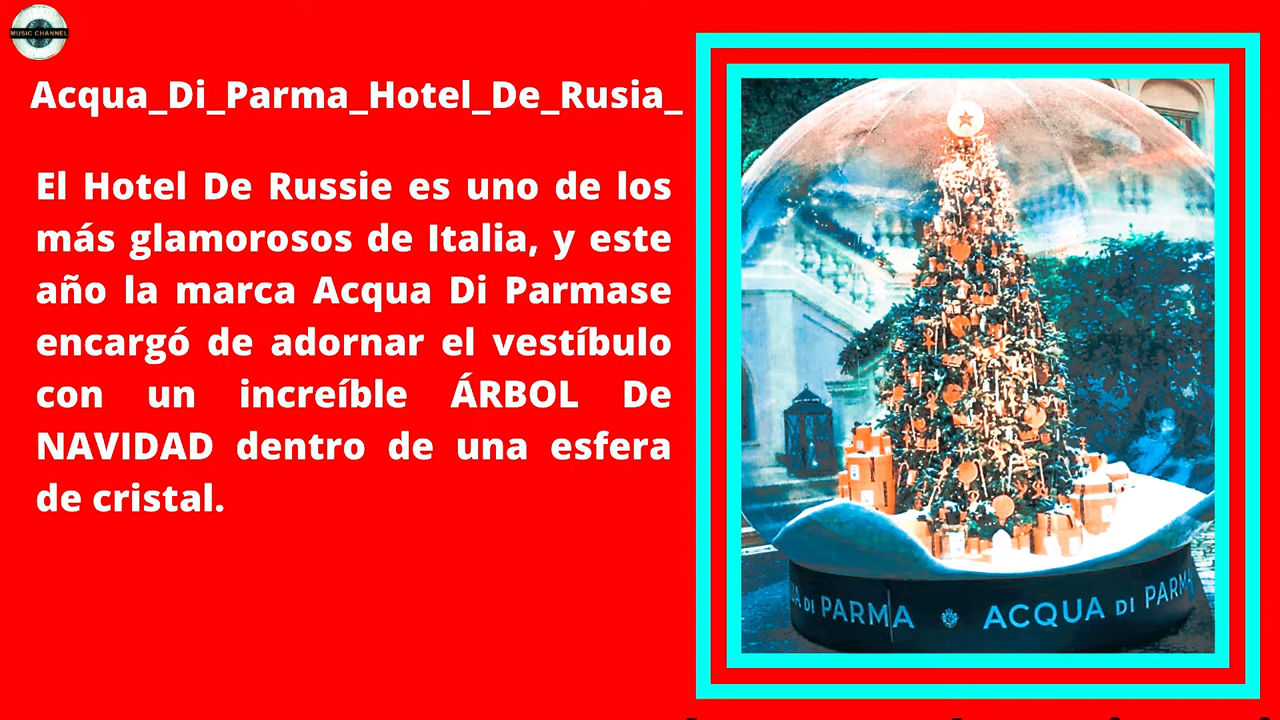 MUSIC CHANNEL
Acqua_Di_Parma_Hotel_De_Rusia_
El Hotel De Russie es uno de los
más glamorosos de Italia, y este
año la marca Acqua Di Parmase
encargó de adornar el vestíbulo
con un increíble ÁRBOL De
NAVIDAD dentro de una esfera
de cristal.
DI PARMA ACQUA DI PARMA